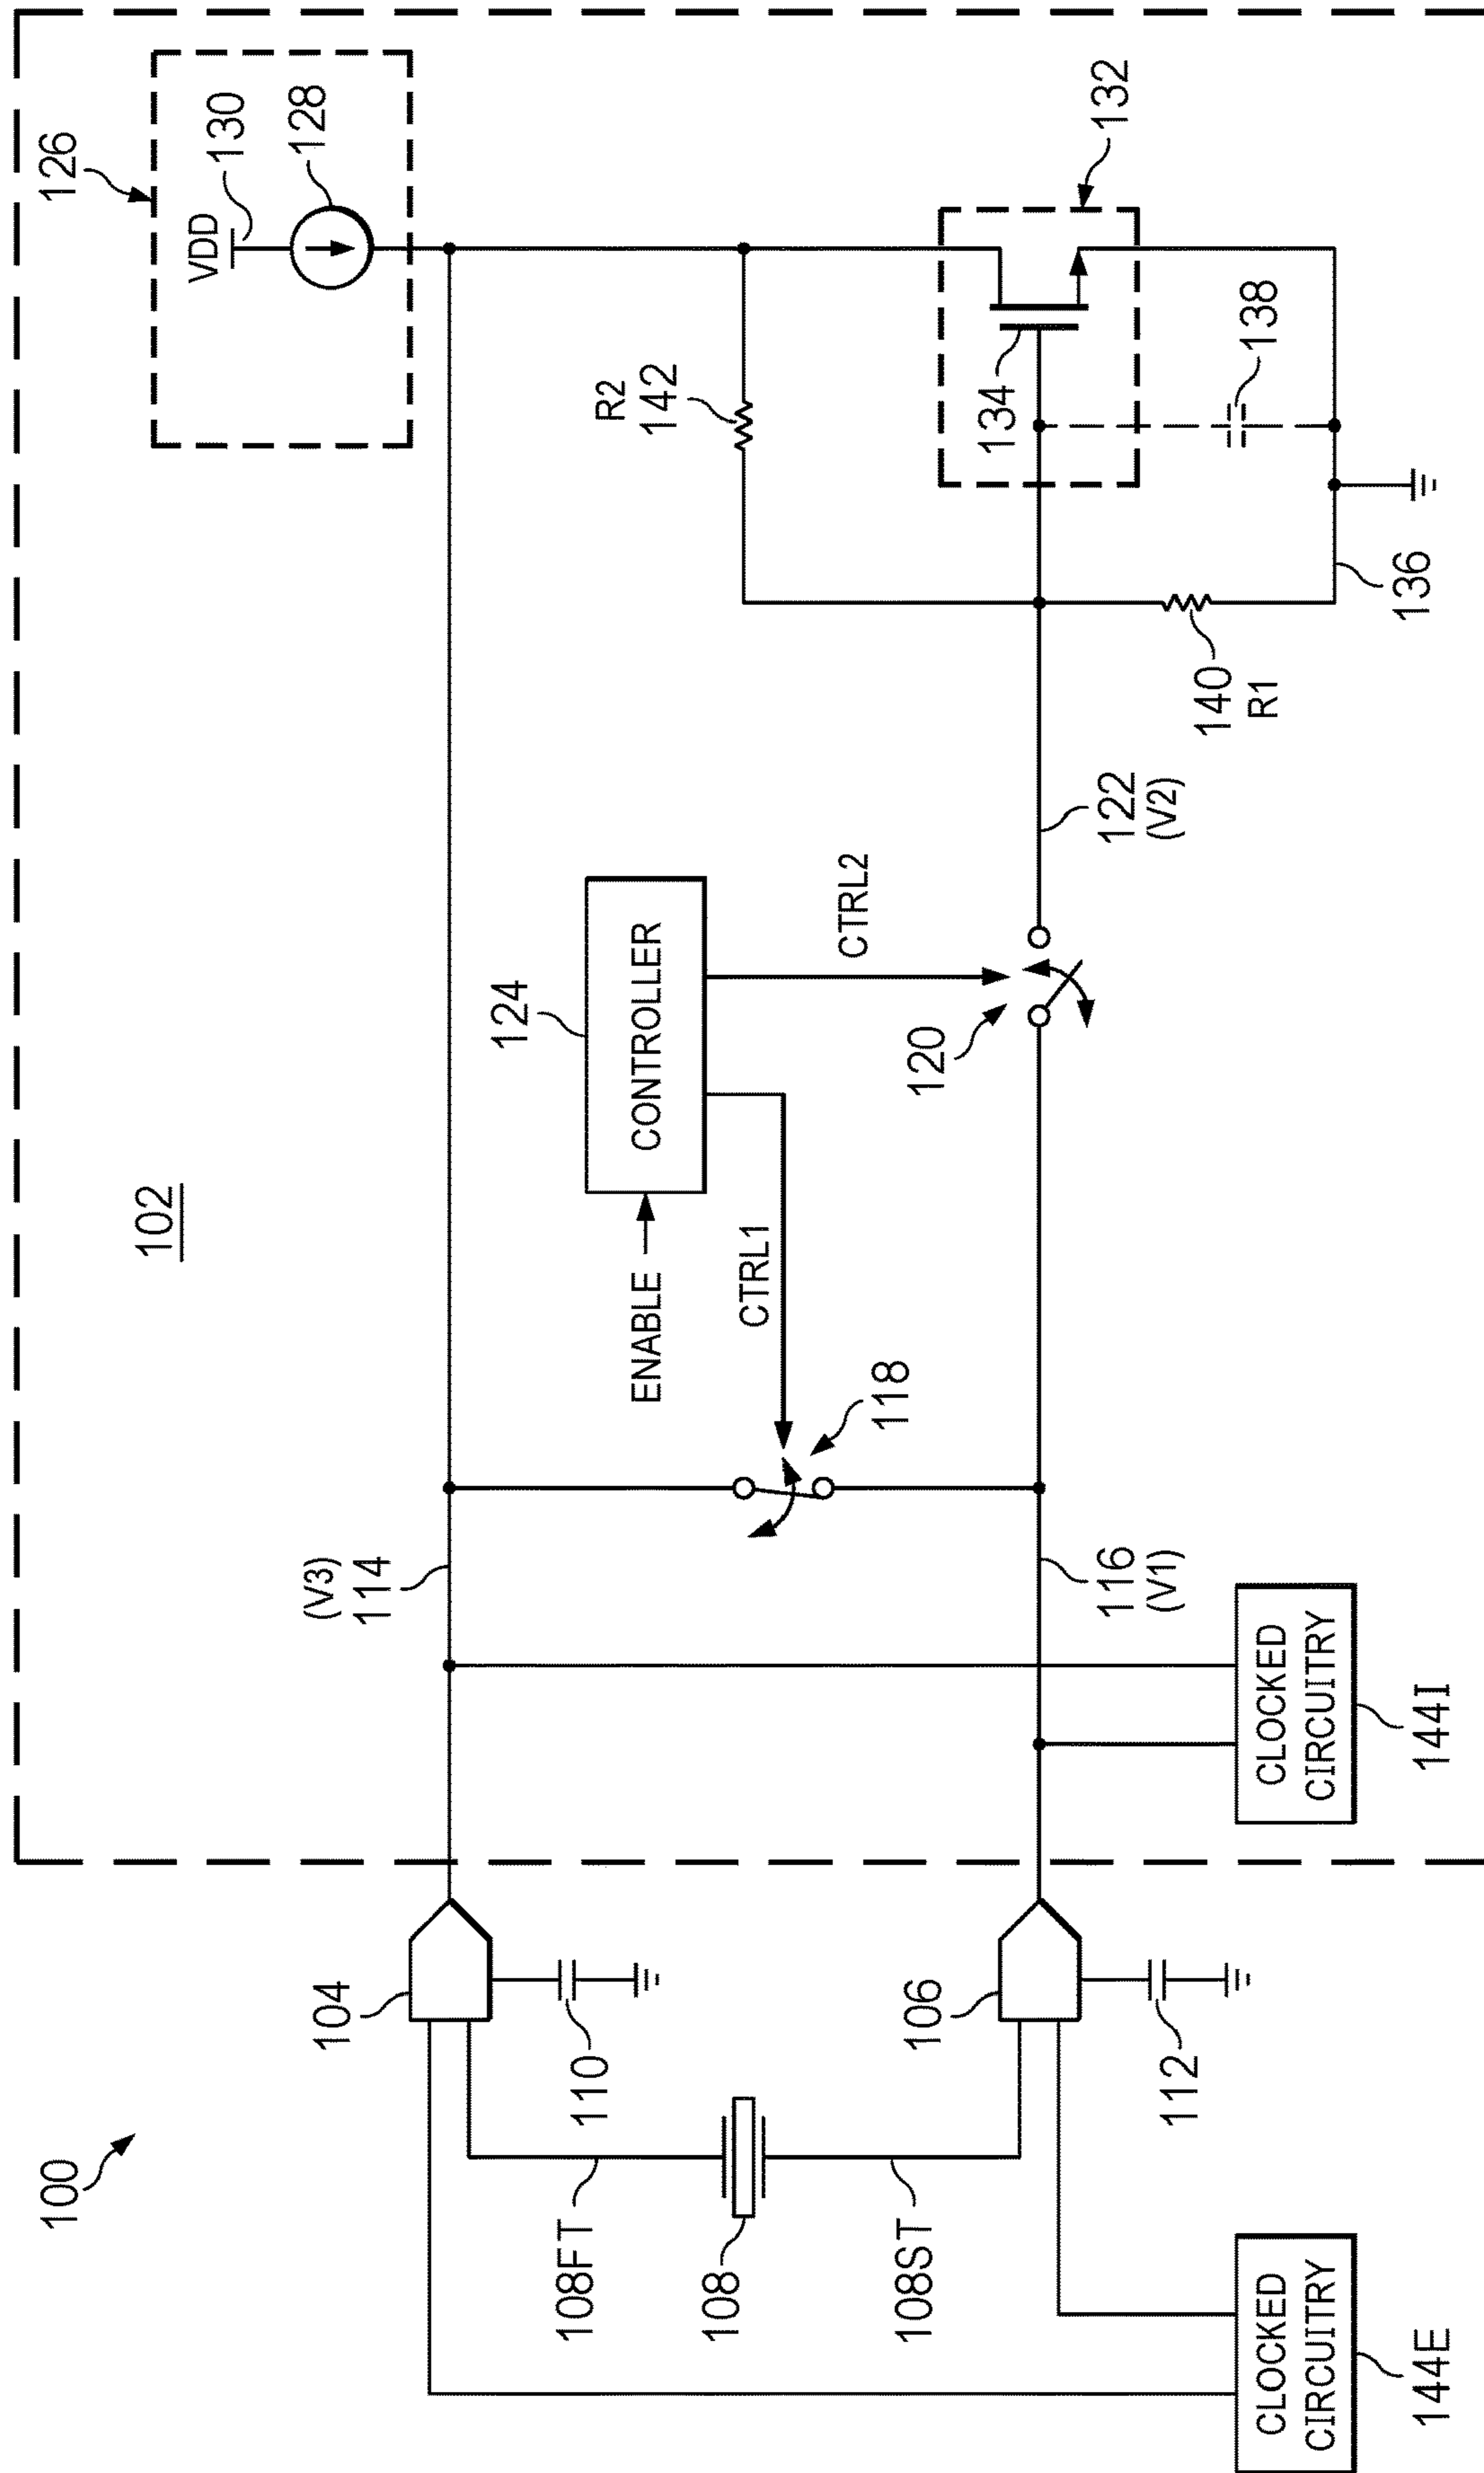 100
102
126
VDD
130
128
132
134
138
136
R2
142
140
R1
122
(V2)
124
CONTROLLER
CTRL2
120
ENABLE
CTRL1
118
(V3)
114
116
(V1)
CLOCKED
CIRCUITRY
144I
104
110
106
112
108FT
108
108ST
CLOCKED
CIRCUITRY
144E